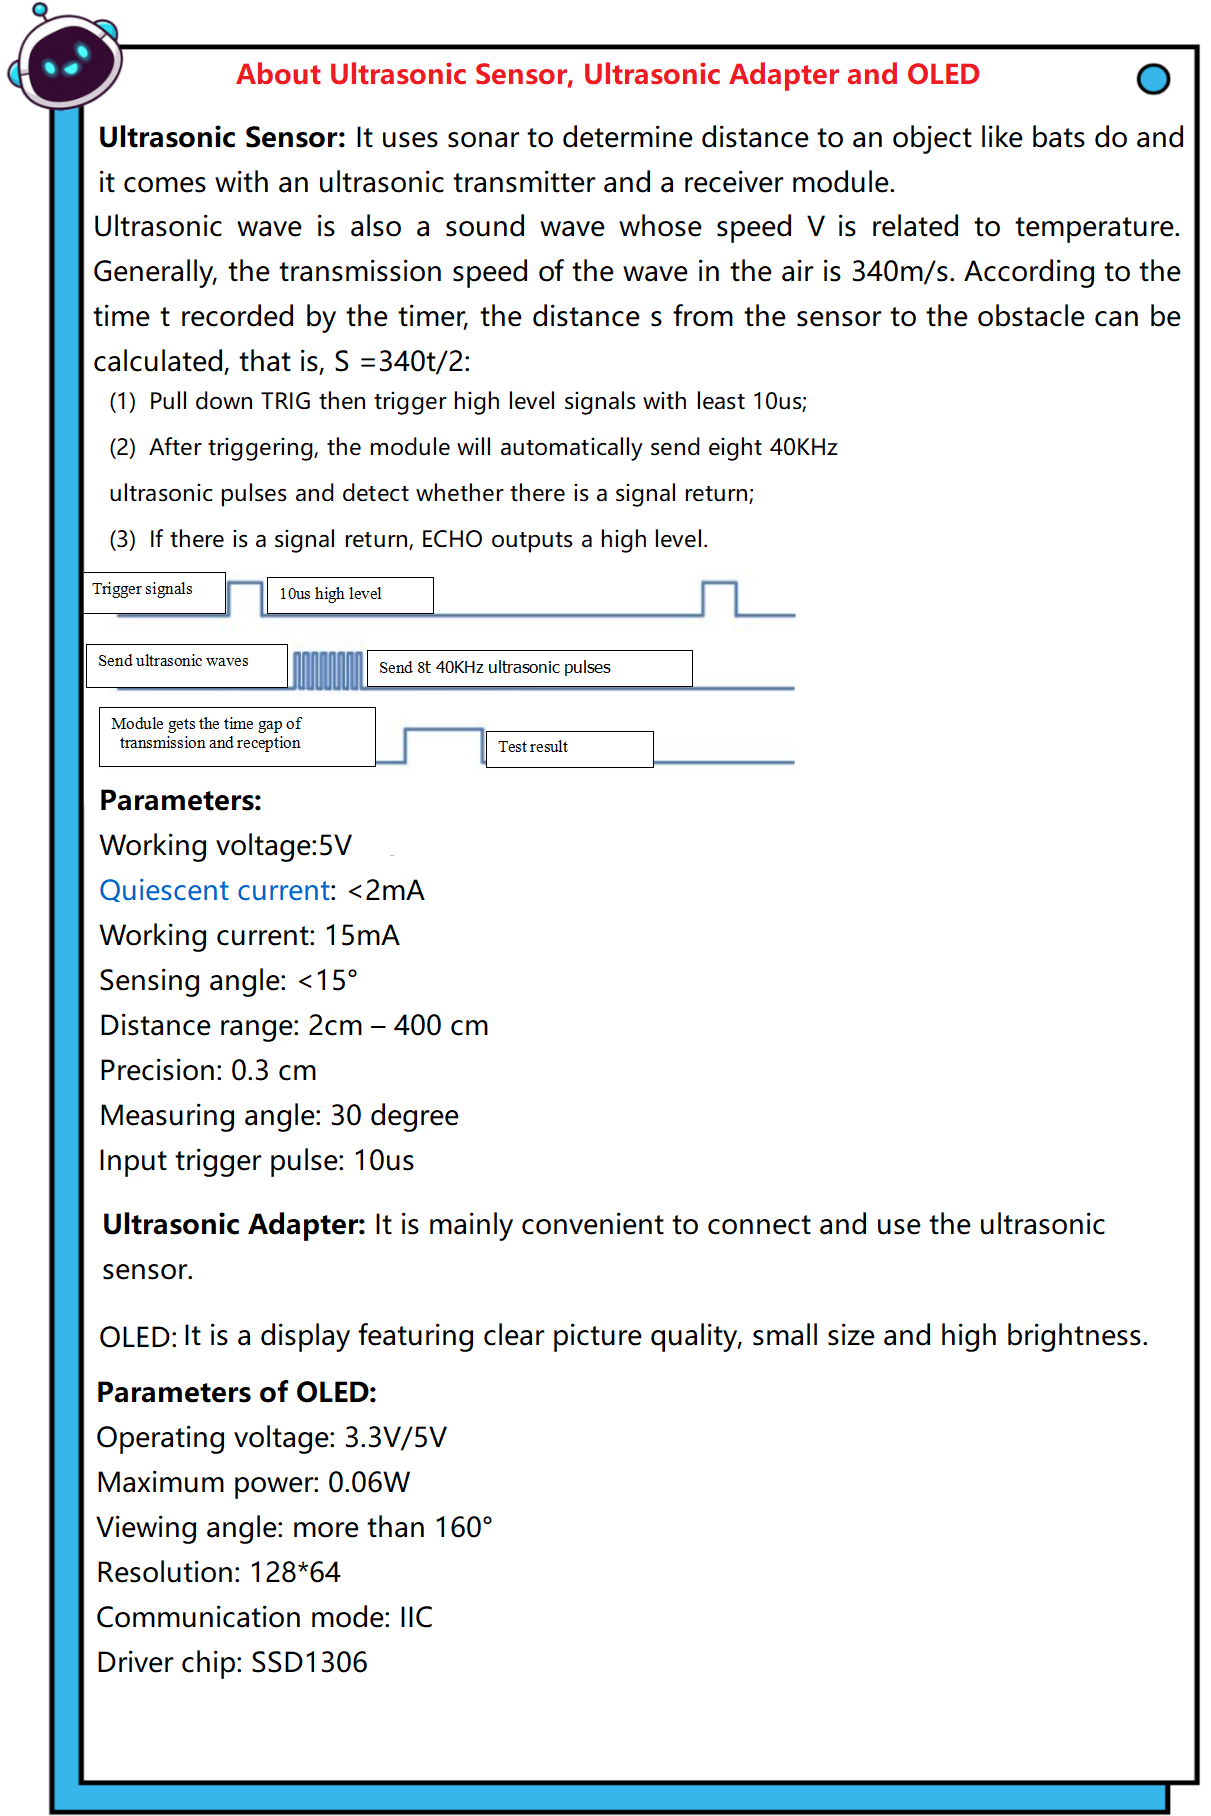 About Ultrasonic Sensor, Ultrasonic Adapter and OLED
Ultrasonic Sensor: It uses sonar to determine distance to an object like bats do and
it comes with an ultrasonic transmitter and a receiver module.
Ultrasonic wave is also a sound wave whose speed V is related to temperature.
Generally, the transmission speed of the wave in the air is 340m/s. According to the
time t recorded by the timer, the distance s from the sensor to the obstacle can be
calculated, that is, S =340t/2:
(1) Pull down TRIG then trigger high level signals with least 10us;
(2) After triggering, the module will automatically send eight 40KHz
ultrasonic pulses and detect whether there is a signal return;
(3) If there is a signal return, ECHO outputs a high level.
Trigger signals
10us high level
Send ultrasonic waves
Send 8t 40KHz ultrasonic pulses
Module gets the time gap of
transmission and reception
Test result
Parameters:
Working voltage:5V
Quiescent current: <2mA
Working current: 15mA
Sensing angle: <15°
Distance range: 2cm – 400 cm
Precision: 0.3 cm
Measuring angle: 30 degree
Input trigger pulse: 10us
Ultrasonic Adapter: It is mainly convenient to connect and use the ultrasonic
sensor.
OLED: It is a display featuring clear picture quality, small size and high brightness.
Parameters of OLED:
Operating voltage: 3.3V/5V
Maximum power: 0.06W
Viewing angle: more than 160°
Resolution: 128*64
Communication mode: IIC
Driver chip: SSD1306